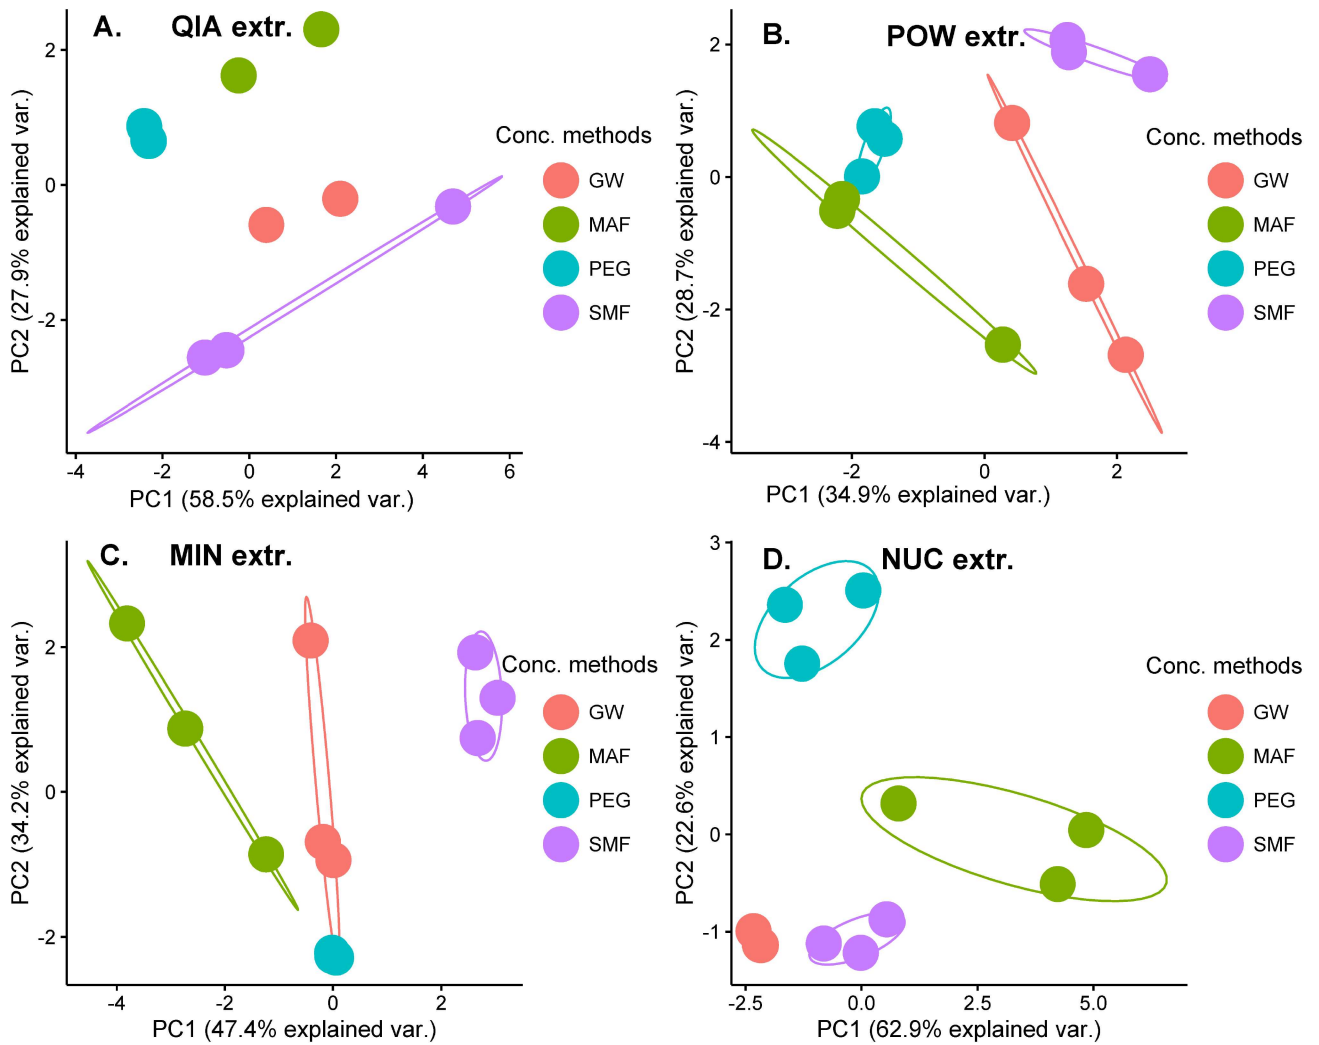 A. QIA extr.
2
0
-2
-4 -2 0 2 4 6
PC1 (58.5% explained var.)
PC2 (27.9% explained var.)
Conc. methods
GW
MAF
PEG
SMF
B. POW extr.
2
0
-2
-4
-2 0 2
PC1 (34.9% explained var.)
PC2 (28.7% explained var.)
Conc. methods
GW
MAF
PEG
SMF
C. MIN extr.
2
0
-2
-4 -2 0 2
PC1 (47.4% explained var.)
PC2 (34.2% explained var.)
Conc. methods
GW
MAF
PEG
SMF
D. NUC extr.
3
2
1
0
-1
-2.5 0.0 2.5 5.0
PC1 (62.9% explained var.)
PC2 (22.6% explained var.)
Conc. methods
GW
MAF
PEG
SMF